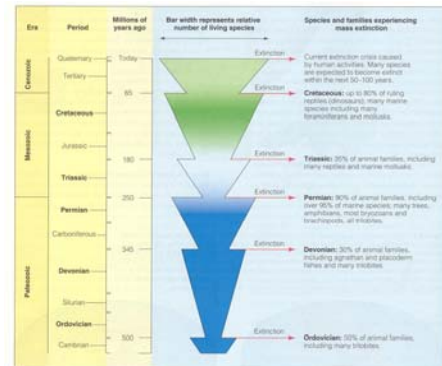 Era
Period
Millions of
years ago
Bar width represents relative
number of living species
Species and families experiencing
mass extinction
Cenozoic
Quaternary
Today
Extinction
Current extinction crisis caused
by human activities. Many species
are expected to become extinct
within the next 50–100 years.
Tertiary
65
Extinction
Cretaceous: up to 80% of ruling
reptiles (dinosaurs); many marine
species including many
foraminiferans and mollusks.
Mesozoic
Cretaceous
Jurassic
180
Extinction
Triassic: 35% of animal families, including
many reptiles and marine mollusks.
Triassic
250
Extinction
Permian: 90% of animal families, including
over 95% of marine species; many trees,
amphibians, most bryozoans and
brachiopods, all trilobites.
Paleozoic
Permian
Carboniferous
345
Extinction
Devonian: 30% of animal families,
including agnathan and placoderm
fishes and many trilobites.
Devonian
Silurian
Ordovician
500
Extinction
Ordovician: 50% of animal families,
including many trilobites.
Cambrian